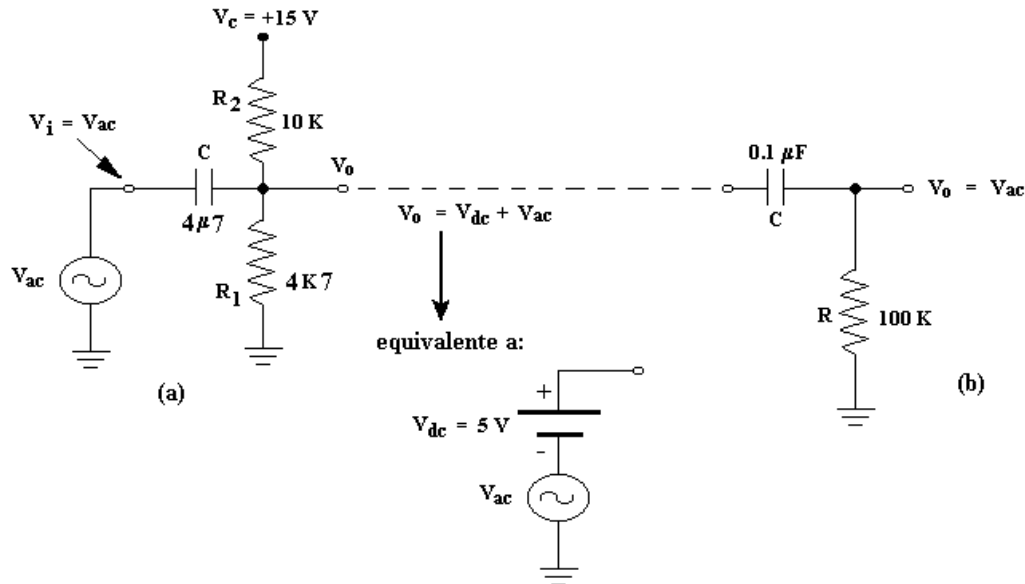 Vc = +15 V
R2
10 K
Vi = Vac
C
4µ7
Vo
Vac
R1
4K7
(a)
Vo = Vdc + Vac
equivalente a:
+
Vdc = 5 V
-
Vac
0.1 µF
C
Vo = Vac
R
100 K
(b)